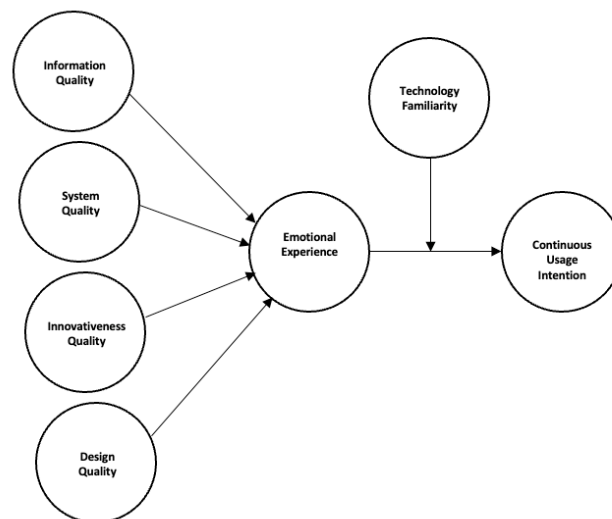 Information
Quality
Technology
Familiarity
System
Quality
Emotional
Experience
Continuous
Usage
Intention
Innovativeness
Quality
Design
Quality